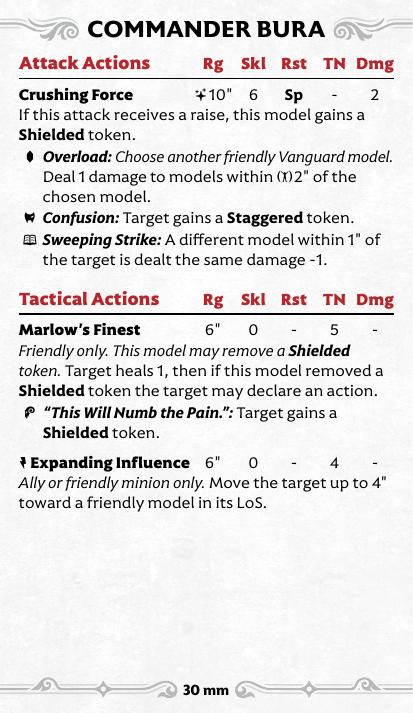 COMMANDER BURA
Attack Actions Rg Skl Rst TN Dmg
Crushing Force 10" 6 Sp - 2
If this attack receives a raise, this model gains a
Shielded token.
Overload: Choose another friendly Vanguard model.
Deal 1 damage to models within 2" of the
chosen model.
Confusion: Target gains a Staggered token.
Sweeping Strike: A different model within 1" of
the target is dealt the same damage -1.
Tactical Actions Rg Skl Rst TN Dmg
Marlow's Finest 6" 0 - 5 -
Friendly only. This model may remove a Shielded
token. Target heals 1, then if this model removed a
Shielded token the target may declare an action.
"This Will Numb the Pain.": Target gains a
Shielded token.
Expanding Influence 6" 0 - 4 -
Ally or friendly minion only. Move the target up to 4"
toward a friendly model in its LoS.
30 mm